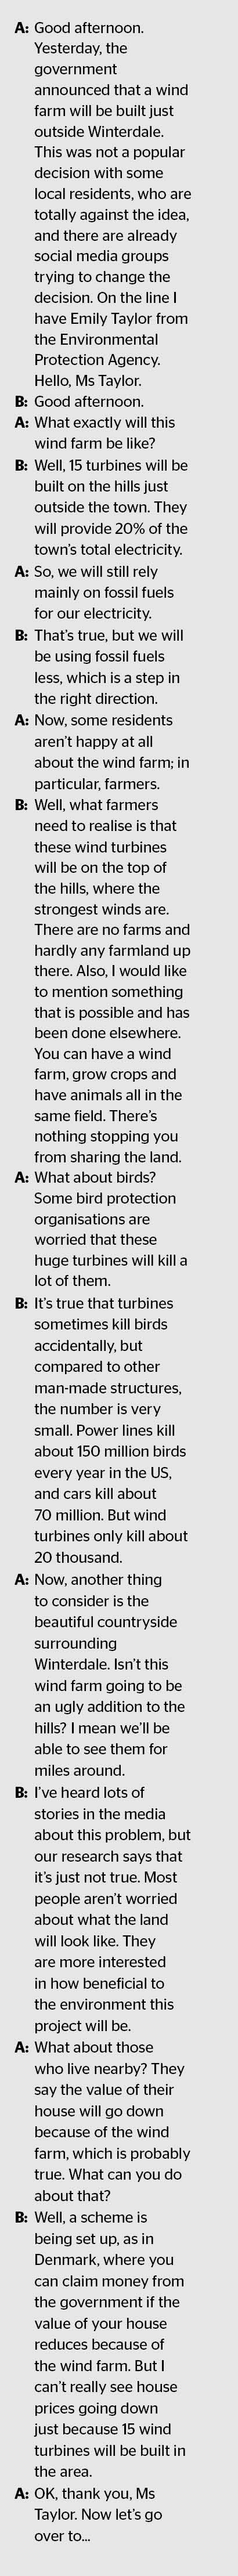 A: Good afternoon.
Yesterday, the
government
announced that a wind
farm will be built just
outside Winterdale.
This was not a popular
decision with some
local residents, who are
totally against the idea,
and there are already
social media groups
trying to change the
decision. On the line I
have Emily Taylor from
the Environmental
Protection Agency.
Hello, Ms Taylor.
B: Good afternoon.
A: What exactly will this
wind farm be like?
B: Well, 15 turbines will be
built on the hills just
outside the town. They
will provide 20% of the
town's total electricity.
A: So, we will still rely
mainly on fossil fuels
for our electricity.
B: That's true, but we will
be using fossil fuels
less, which is a step in
the right direction.
A: Now, some residents
aren't happy at all
about the wind farm; in
particular, farmers.
B: Well, what farmers
need to realise is that
these wind turbines
will be on the top of
the hills, where the
strongest winds are.
There are no farms and
hardly any farmland up
there. Also, I would like
to mention something
that is possible and has
been done elsewhere.
You can have a wind
farm, grow crops and
have animals all in the
same field. There's
nothing stopping you
from sharing the land.
A: What about birds?
Some bird protection
organisations are
worried that these
huge turbines will kill a
lot of them.
B: It's true that turbines
sometimes kill birds
accidentally, but
compared to other
man-made structures,
the number is very
small. Power lines kill
about 150 million birds
every year in the US,
and cars kill about
70 million. But wind
turbines only kill about
20 thousand.
A: Now, another thing
to consider is the
beautiful countryside
surrounding
Winterdale. Isn't this
wind farm going to be
an ugly addition to the
hills? I mean we'll be
able to see them for
miles around.
B: I've heard lots of
stories in the media
about this problem, but
our research says that
it's just not true. Most
people aren't worried
about what the land
will look like. They
are more interested
in how beneficial to
the environment this
project will be.
A: What about those
who live nearby? They
say the value of their
house will go down
because of the wind
farm, which is probably
true. What can you do
about that?
B: Well, a scheme is
being set up, as in
Denmark, where you
can claim money from
the government if the
value of your house
reduces because of
the wind farm. But I
can't really see house
prices going down
just because 15 wind
turbines will be built in
the area.
A: OK, thank you, Ms
Taylor. Now let's go
over to...